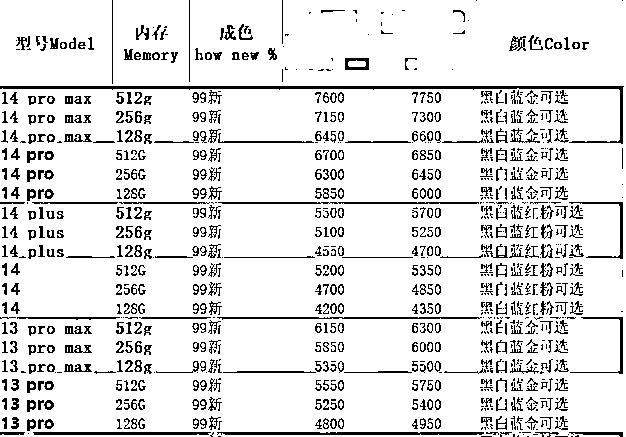 型号Model 内存 Memory 成色 how new % 颜色Color
14 pro max 512g 99新 7600 7750 黑白蓝金可选
14 pro max 256g 99新 7150 7300 黑白蓝金可选
14 pro max 128g 99新 6450 6600 黑白蓝金可选
14 pro 512G 99新 6700 6850 黑白蓝金可选
14 pro 256G 99新 6300 6450 黑白蓝金可选
14 pro 128G 99新 5850 6000 黑白蓝金可选
14 plus 512g 99新 5500 5700 黑白蓝红粉可选
14 plus 256g 99新 5100 5250 黑白蓝红粉可选
14 plus 128g 99新 4550 4700 黑白蓝红粉可选
14 512G 99新 5200 5350 黑白蓝红粉可选
14 256G 99新 4700 4850 黑白蓝红粉可选
14 128G 99新 4200 4350 黑白蓝红粉可选
13 pro max 512g 99新 6150 6300 黑白蓝金可选
13 pro max 256g 99新 5850 6000 黑白蓝金可选
13 pro max 128g 99新 5350 5500 黑白蓝金可选
13 pro 512G 99新 5550 5750 黑白蓝金可选
13 pro 256G 99新 5250 5400 黑白蓝金可选
13 pro 128G 99新 4800 4950 黑白蓝金可选